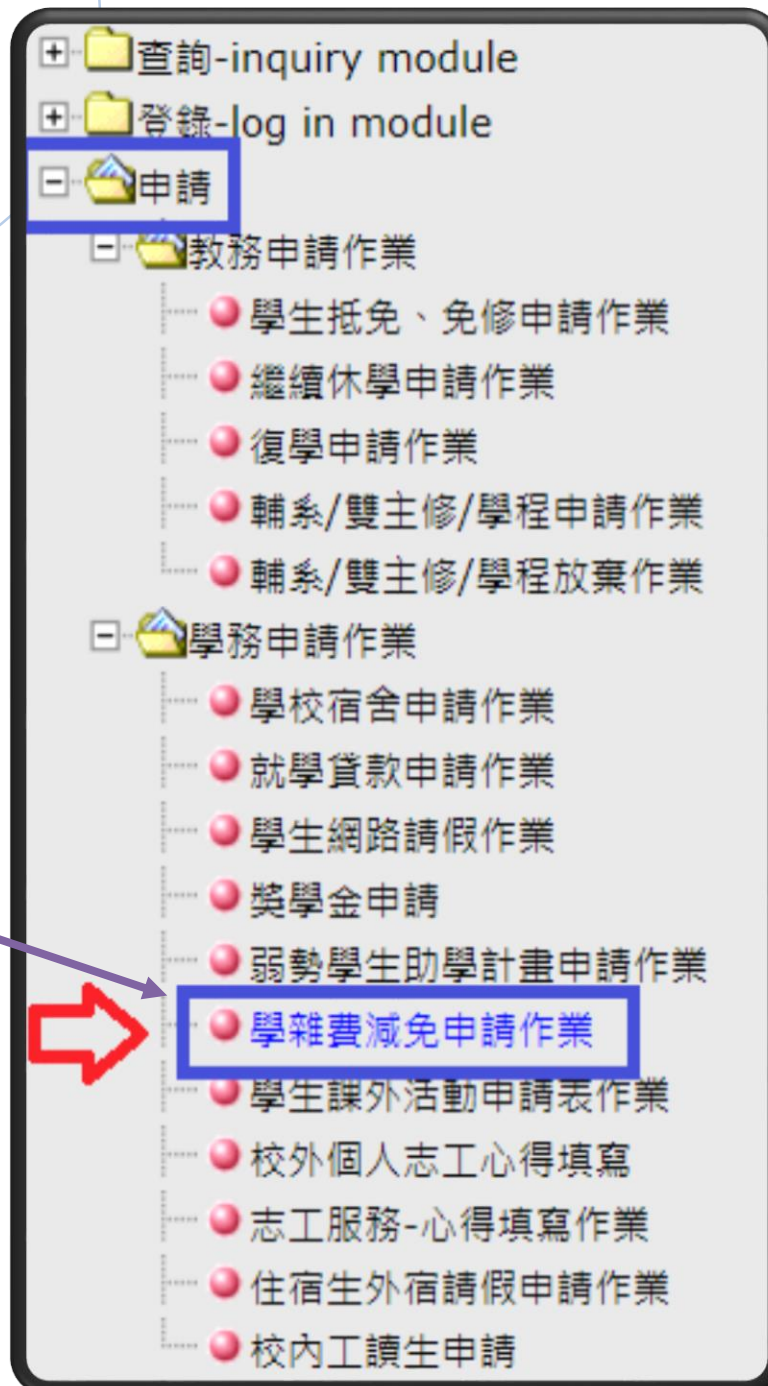 查詢-inquiry module
登錄-log in module
申請
教務申請作業
學生抵免、免修申請作業
繼續休學申請作業
復學申請作業
輔系/雙主修/學程申請作業
輔系/雙主修/學程放棄作業
學務申請作業
學校宿舍申請作業
就學貸款申請作業
學生網路請假作業
獎學金申請
弱勢學生助學計畫申請作業
學雜費減免申請作業
學生課外活動申請表作業
校外個人志工心得填寫
志工服務-心得填寫作業
住宿生外宿請假申請作業
校內工讀生申請